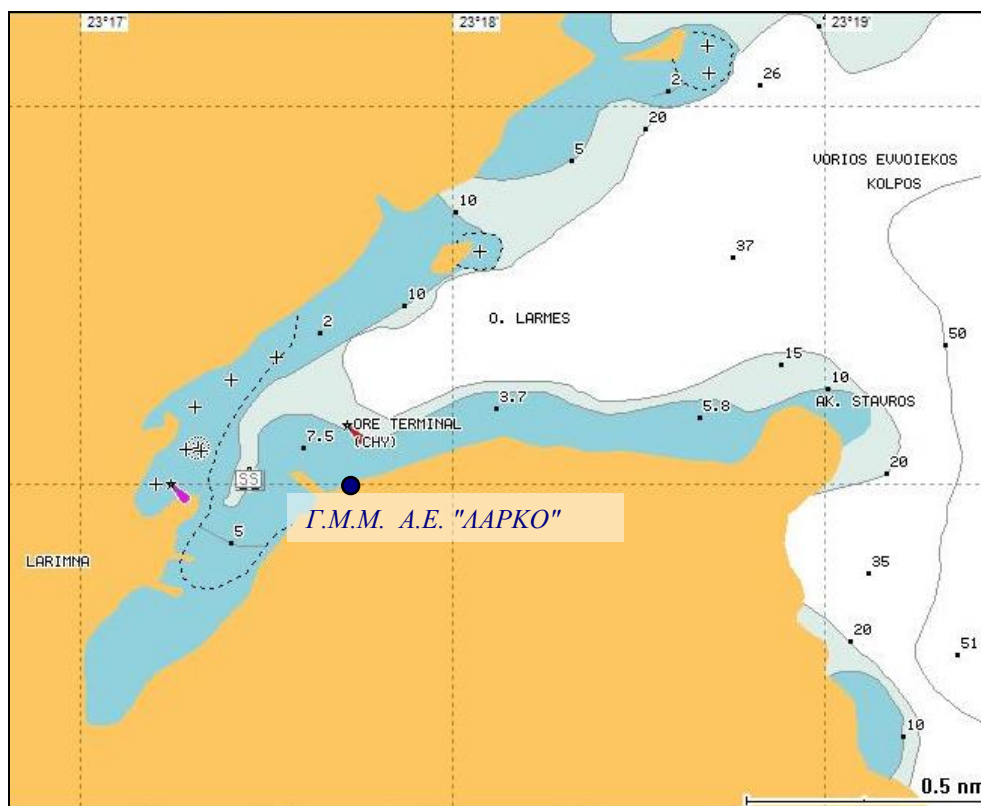 23°17' 23°18' 23°19'
2
26
20
VORIOS EVVOIEKOS
KOLPOS
5
10
37
10
O. LARMES
2
50
15
10
3.7
AK. STAVROS
5.8
ORE TERMINAL
(CHY)
7.5
20
SS
Γ.Μ.Μ. Α.Ε. "ΛΑΡΚΟ"
5
LARIMNA
35
20
51
10
0.5 nm